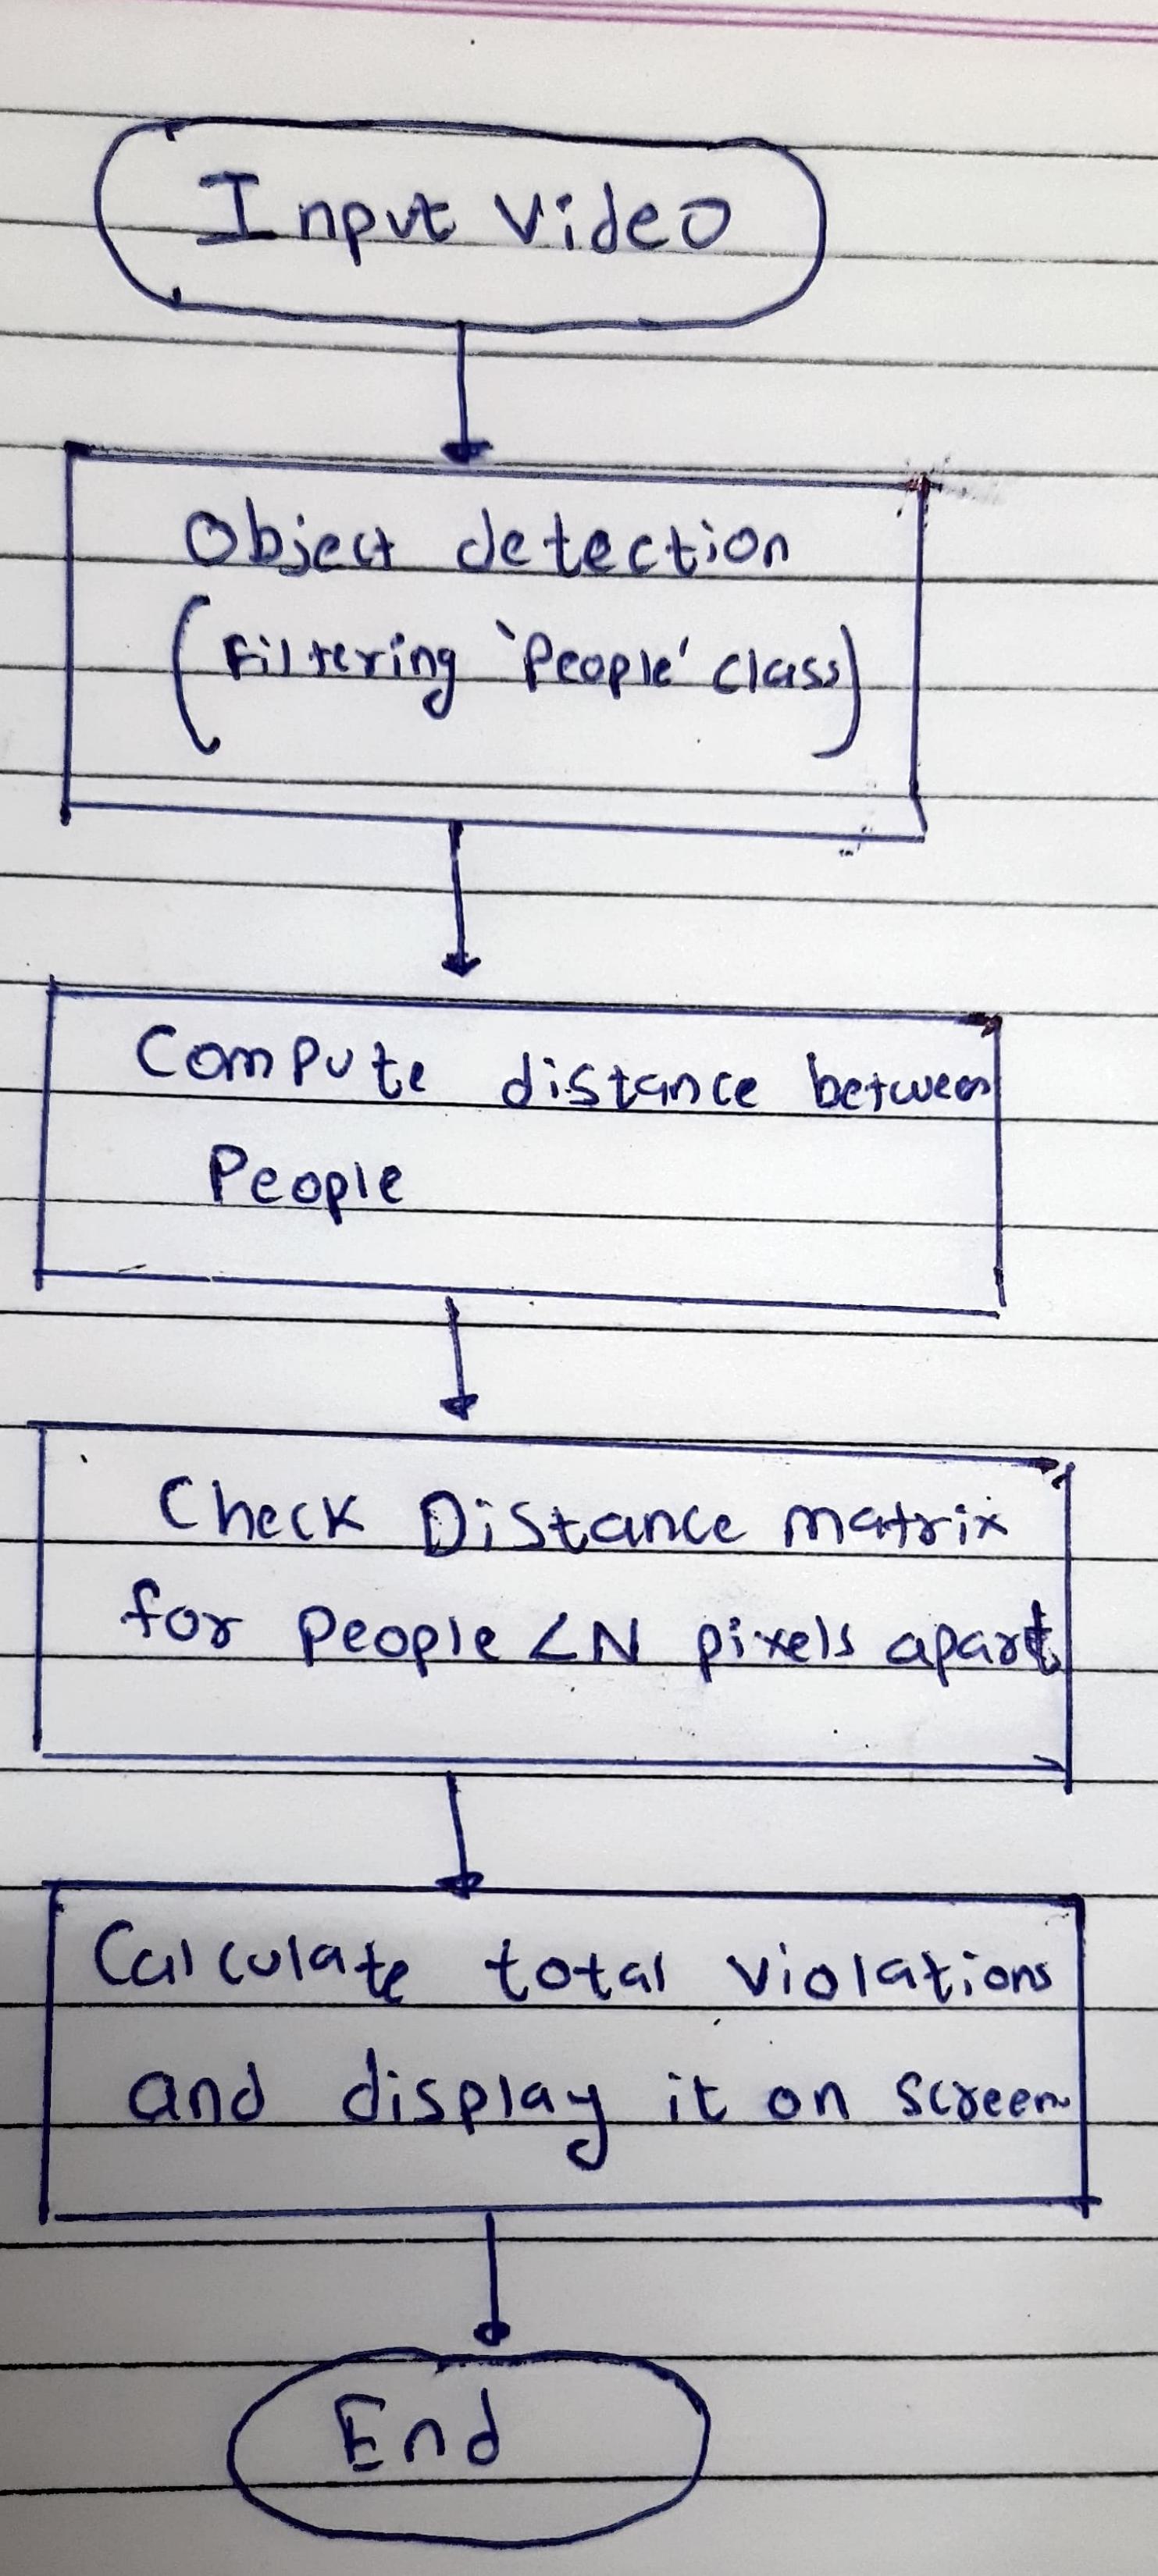 Input Video
Object detection
(Filtering 'People' class)
Compute distance between
People
Check Distance matrix
for people <N pixels apart
Calculate total violations
and display it on screen
End